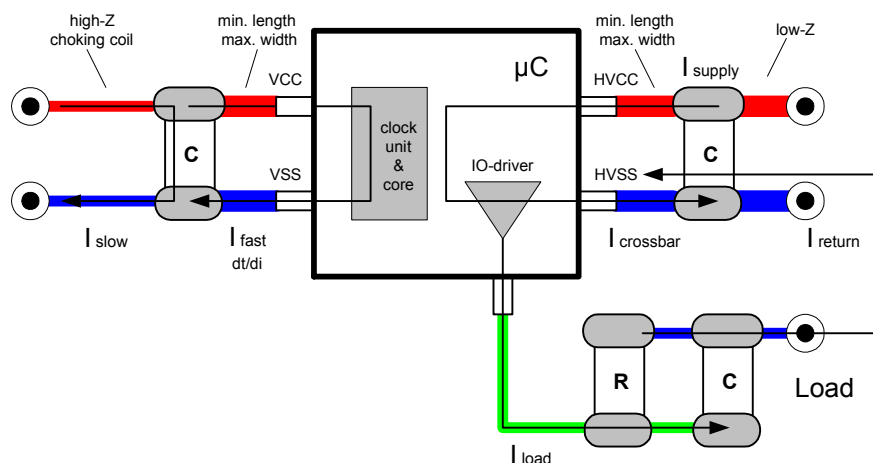 high-Z
choking coil
min. length
max. width
VCC
C
VSS
I slow
I fast
dt/di
µC
clock
unit
&
core
IO-driver
min. length
max. width
HVCC
I supply
low-Z
C
HVSS
I crossbar
I return
R
C
Load
I load